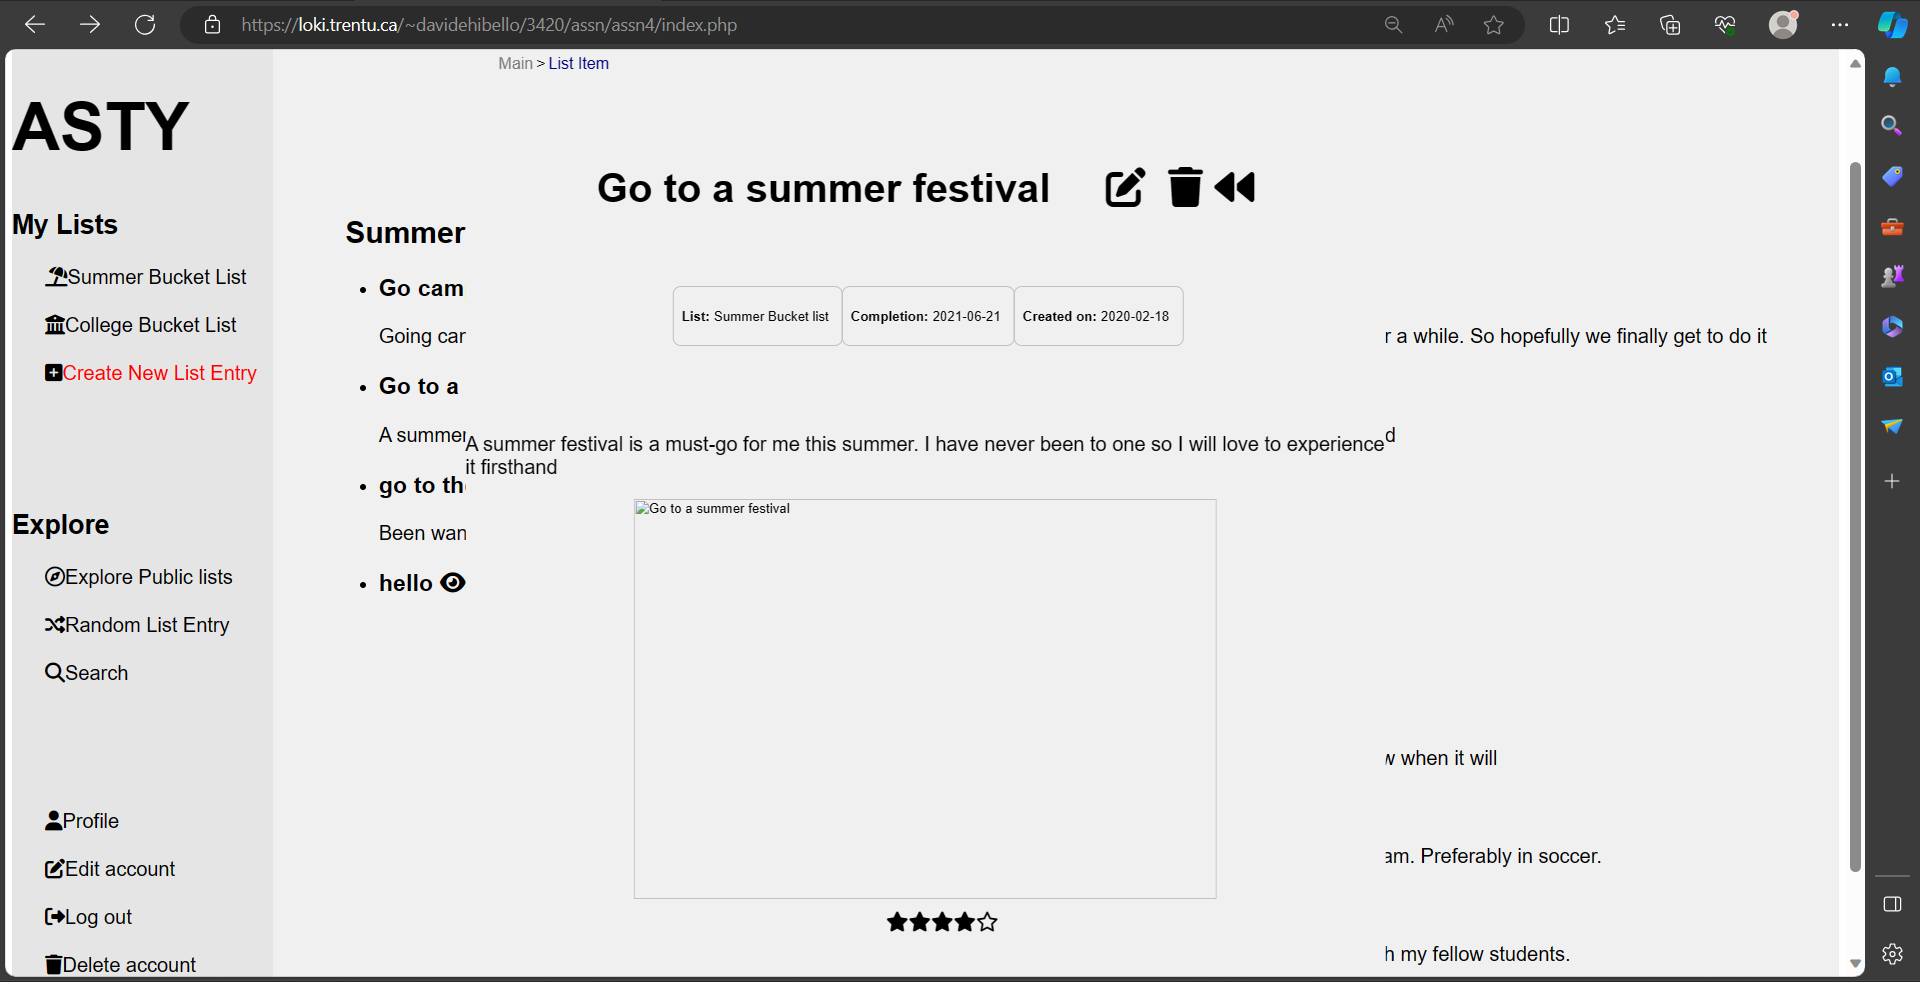 https://loki.trentu.ca/~davidehibello/3420/assn/assn4/index.php
Main > List Item
ASTY
My Lists
Summer Bucket List
College Bucket List
Create New List Entry
Explore
Explore Public lists
Random List Entry
Search
Profile
Edit account
Log out
Delete account
Go to a summer festival
Summer
Go cam
Going car
Go to a
A summer
go to th
Been wan
hello
List: Summer Bucket list
Completion: 2021-06-21
Created on: 2020-02-18
A summer festival is a must-go for me this summer. I have never been to one so I will love to experience
it firsthand
Go to a summer festival
r a while. So hopefully we finally get to do it
d
w when it will
am. Preferably in soccer.
h my fellow students.